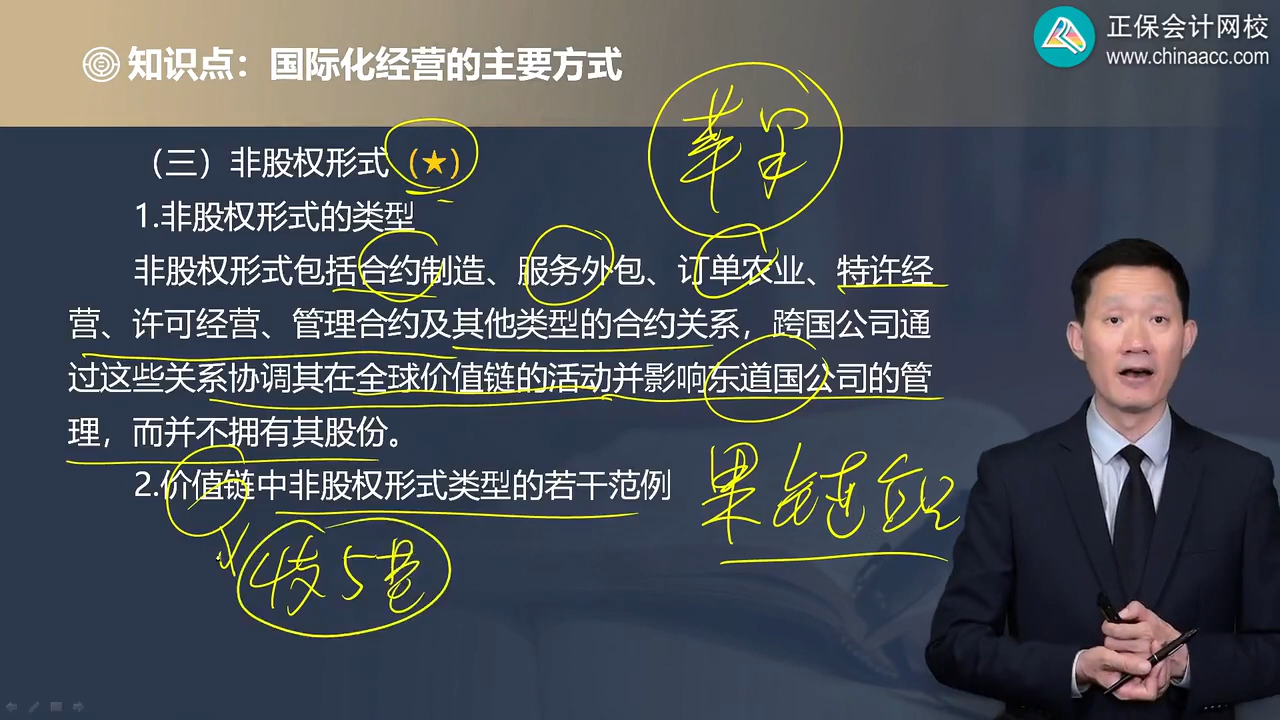 正保会计网校
www.chinaacc.com
知识点：国际化经营的主要方式
（三）非股权形式（★）
苹果
1.非股权形式的类型
非股权形式包括合约制造、服务外包、订单农业、特许经
营、许可经营、管理合约及其他类型的合约关系，跨国公司通
过这些关系协调其在全球价值链的活动并影响东道国公司的管
理，而并不拥有其股份。
2.价值链中非股权形式类型的若干范例
果链